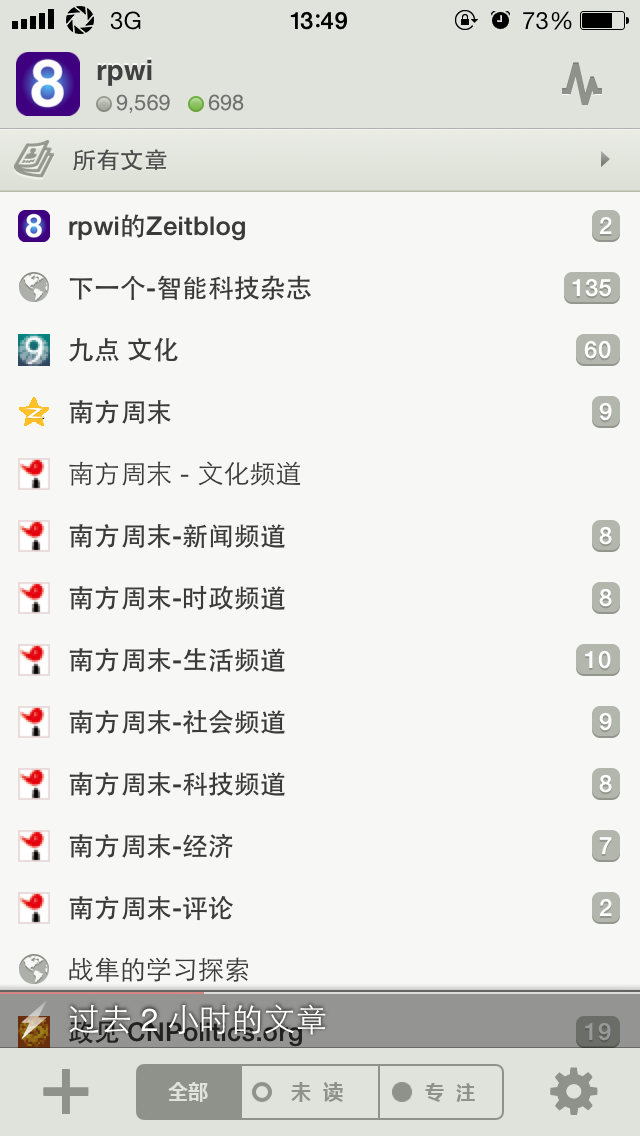 3G 13:49 73%
8 rpwi
9,569 698
所有文章
8 rpwi的Zeitblog 2
下一个-智能科技杂志 135
9 九点 文化 60
南方周末 9
南方周末 - 文化频道
南方周末-新闻频道 8
南方周末-时政频道 8
南方周末-生活频道 10
南方周末-社会频道 9
南方周末-科技频道 8
南方周末-经济 7
南方周末-评论 2
战隼的学习探索
过去 2 小时的文章
政见 CNPolitics.org 19
全部 未读 专注